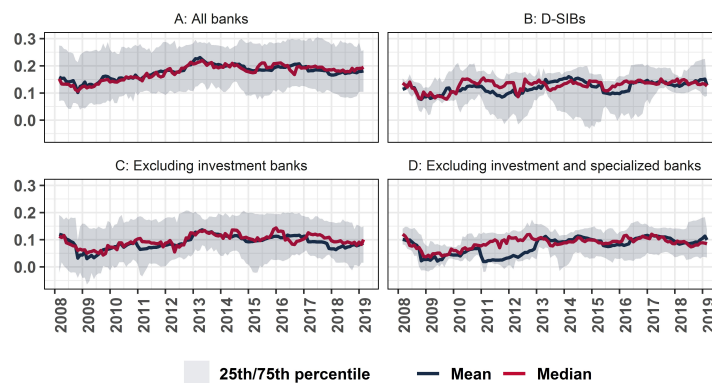 A: All banks
B: D-SIBs
0.3
0.2
0.1
0.0
C: Excluding investment banks
D: Excluding investment and specialized banks
0.3
0.2
0.1
0.0
2008 2009 2010 2011 2012 2013 2014 2015 2016 2017 2018 2019
2008 2009 2010 2011 2012 2013 2014 2015 2016 2017 2018 2019
25th/75th percentile Mean Median